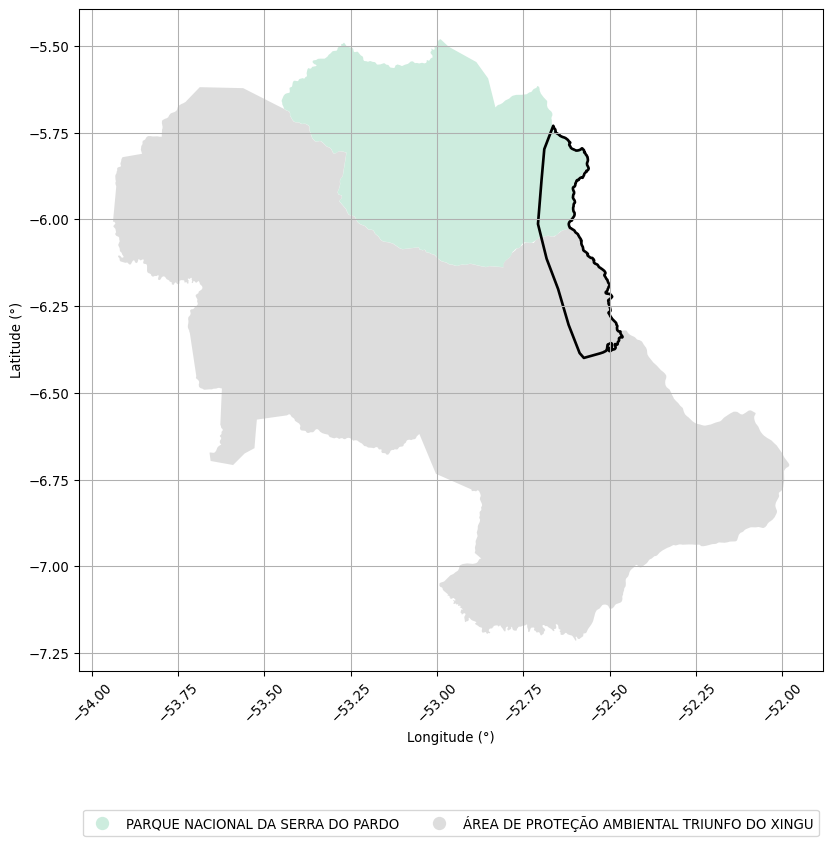 −5.50
−5.75
−6.00
−6.25
−6.50
−6.75
−7.00
−7.25
Latitude (°)
−54.00 −53.75 −53.50 −53.25 −53.00 −52.75 −52.50 −52.25 −52.00
Longitude (°)
PARQUE NACIONAL DA SERRA DO PARDO ÁREA DE PROTEÇÃO AMBIENTAL TRIUNFO DO XINGU